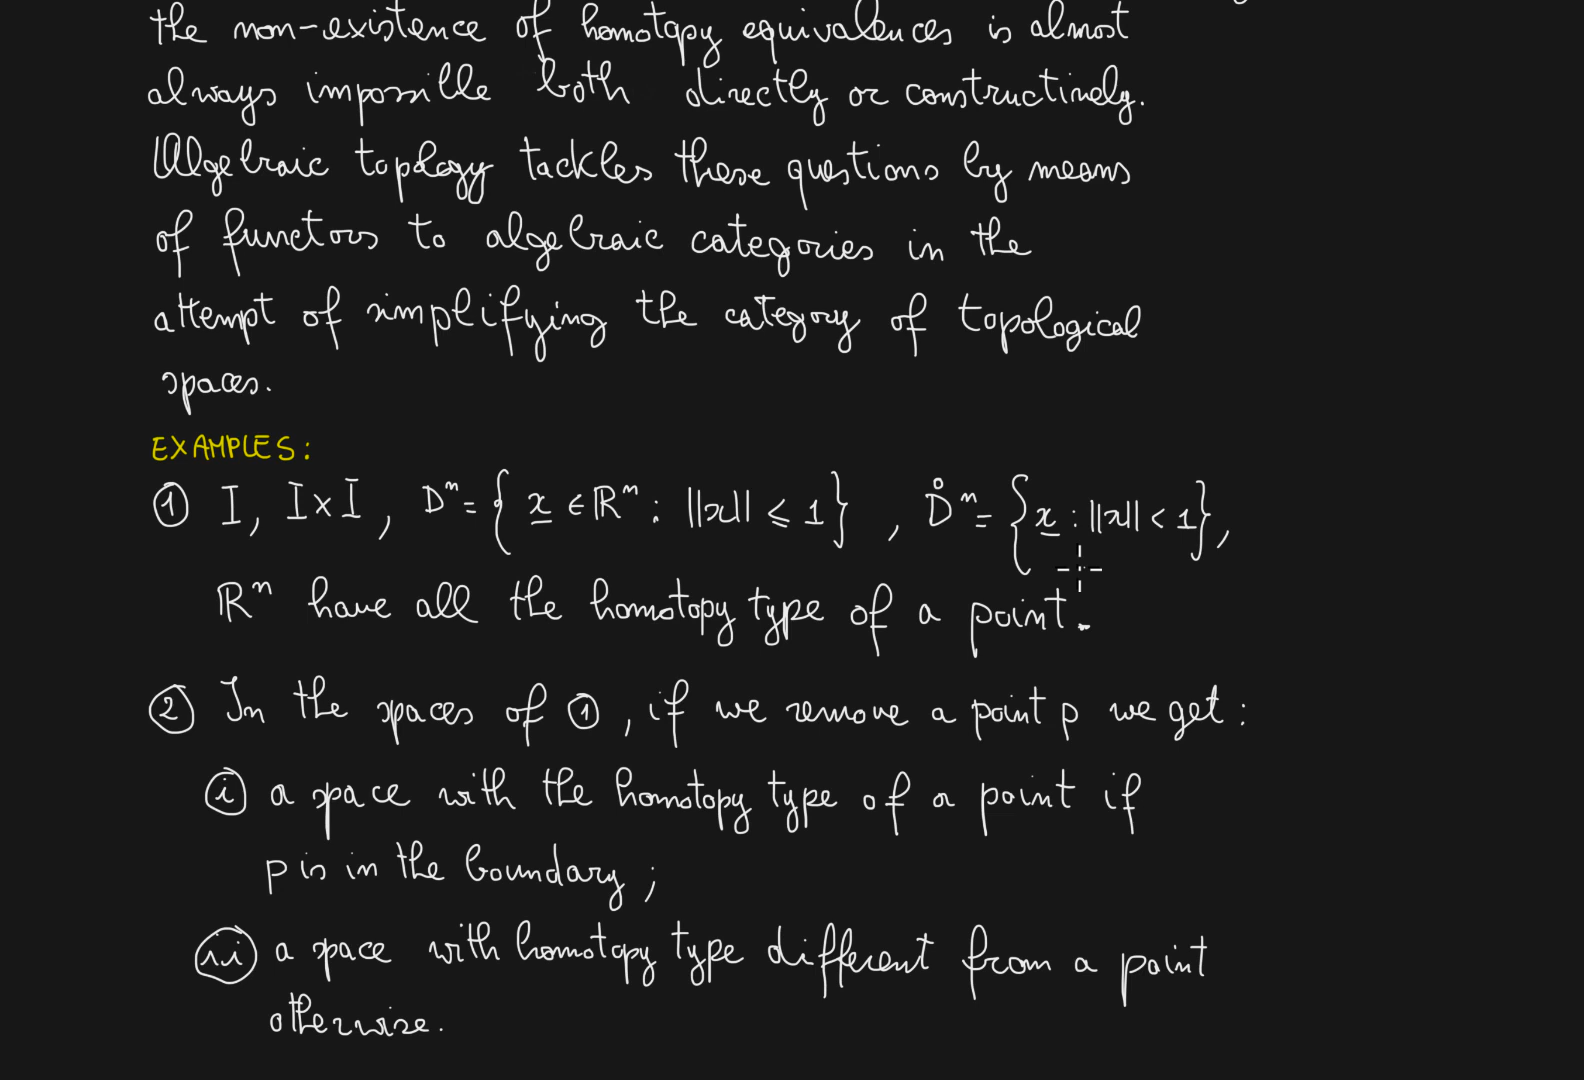 the non-existence of homotopy equivalences is almost
always impossible both directly or constructively.
Algebraic toplogy tackles these questions by means
of functors to algebraic categories in the
attempt of simplifying the category of topological
spaces.
EXAMPLES:
① I, I×I, Dⁿ = { x ∈ ℝⁿ : ||x|| ⩽ 1 }, D̊ⁿ = { x : ||x|| < 1 },
ℝⁿ have all the homotopy type of a point.
② In the spaces of ①, if we remove a point p we get:
ⓘ a space with the homotopy type of a point if
p is in the boundary;
(ii) a space with homotopy type different from a point
otherwise.